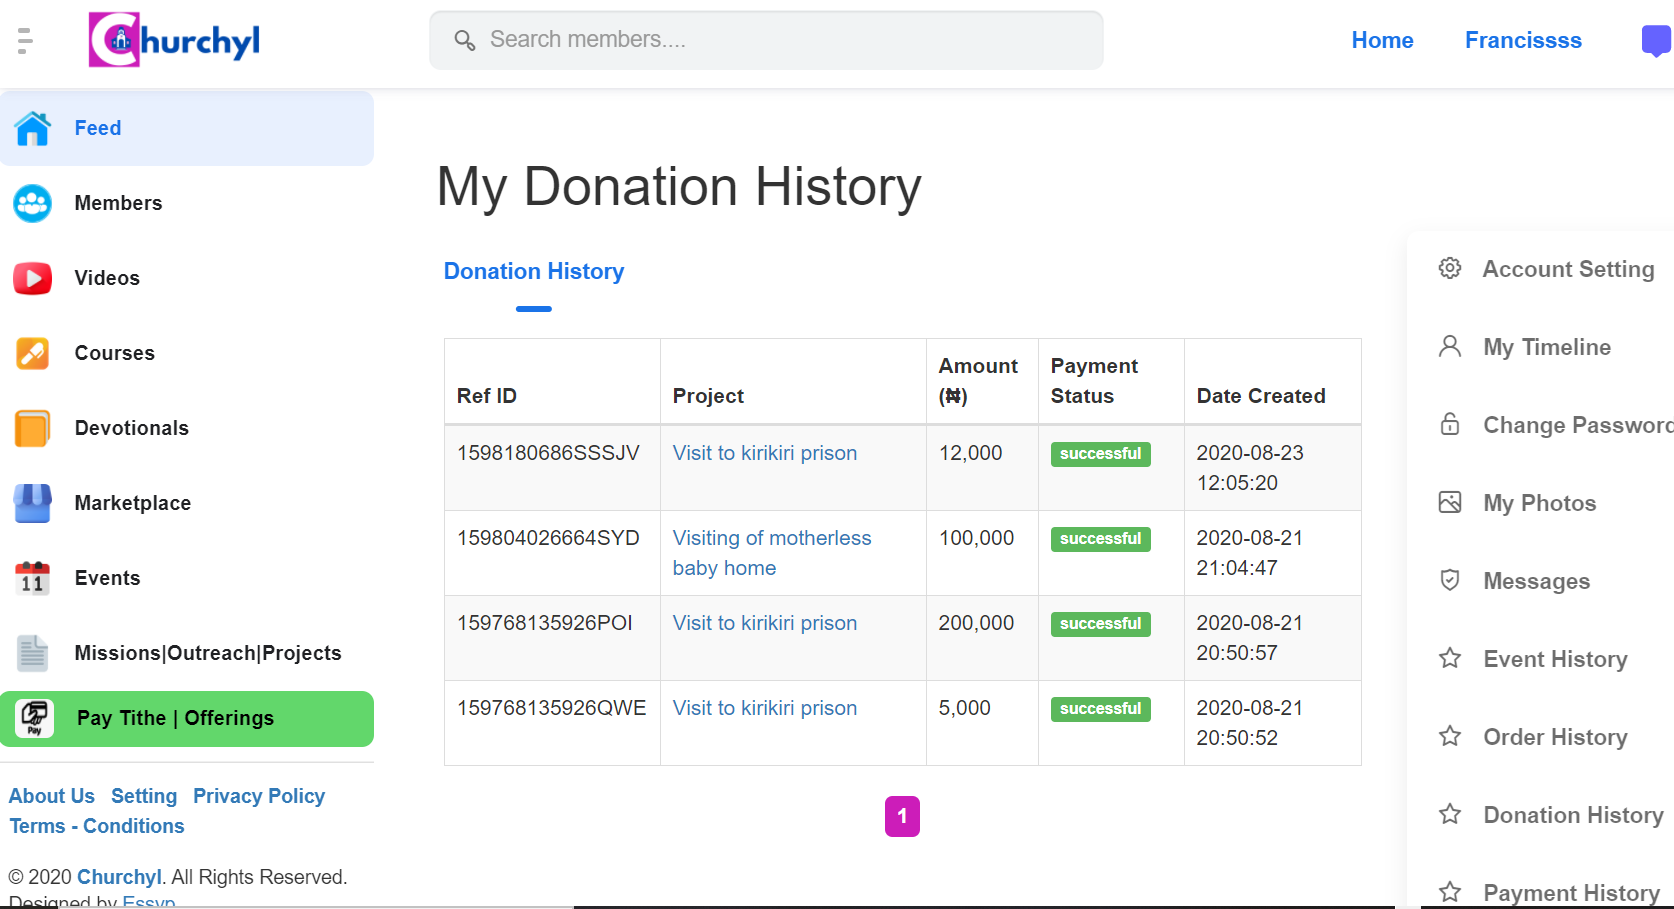 Churchyl
Search members....
Home
Francissss
Feed
Members
Videos
Courses
Devotionals
Marketplace
11
Events
Missions|Outreach|Projects
Pay
Pay Tithe | Offerings
About Us Setting Privacy Policy
Terms - Conditions
© 2020 Churchyl. All Rights Reserved.
Designed by Essyp
My Donation History
Donation History
Ref ID Project Amount (₦) Payment Status Date Created
1598180686SSSJV Visit to kirikiri prison 12,000 successful 2020-08-23
12:05:20
159804026664SYD Visiting of motherless 100,000 successful 2020-08-21
baby home 21:04:47
159768135926POI Visit to kirikiri prison 200,000 successful 2020-08-21
20:50:57
159768135926QWE Visit to kirikiri prison 5,000 successful 2020-08-21
20:50:52
1
Account Setting
My Timeline
Change Password
My Photos
Messages
Event History
Order History
Donation History
Payment History